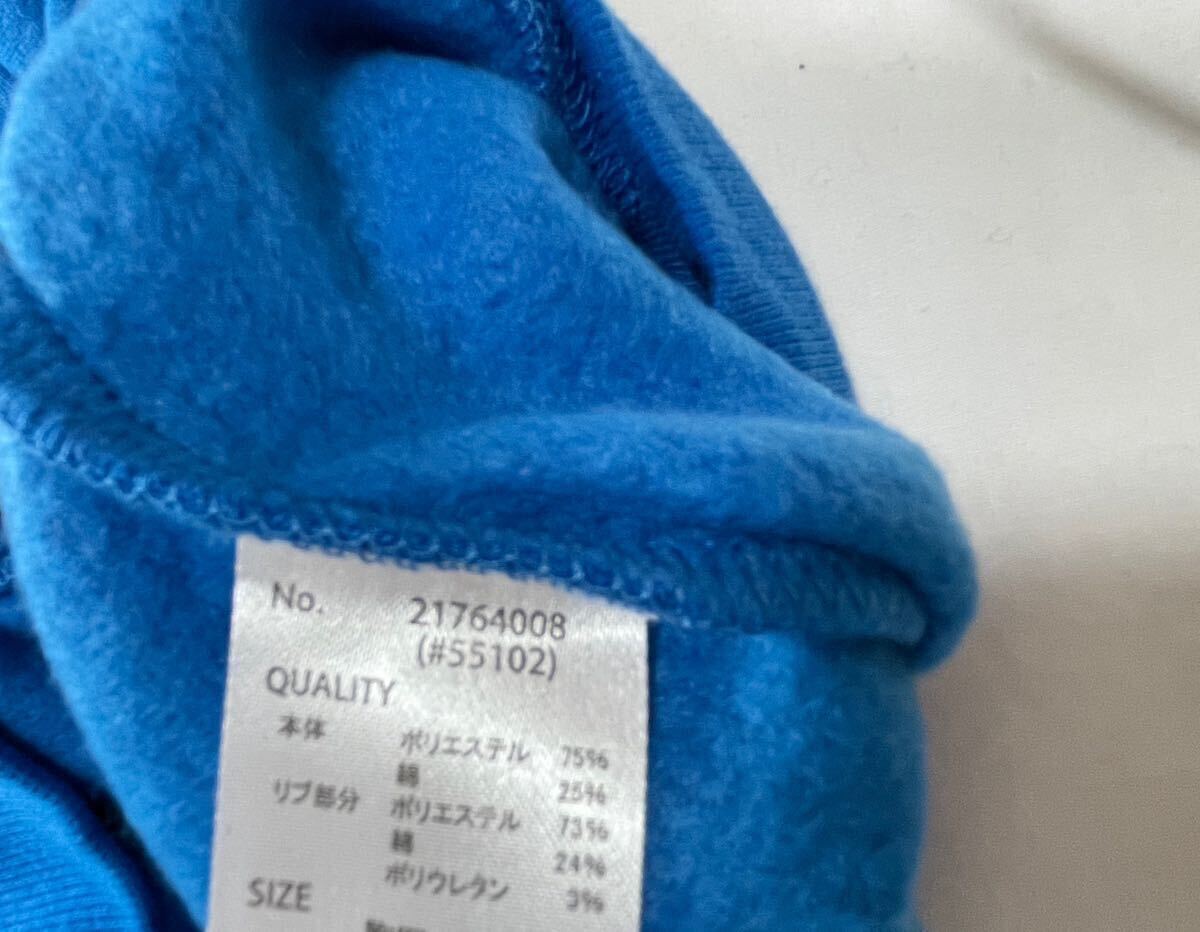 No. 21764008
(#55102)
QUALITY
本体 ポリエステル 75%
綿 25%
リブ部分 ポリエステル 73%
綿 24%
ポリウレタン 3%
SIZE